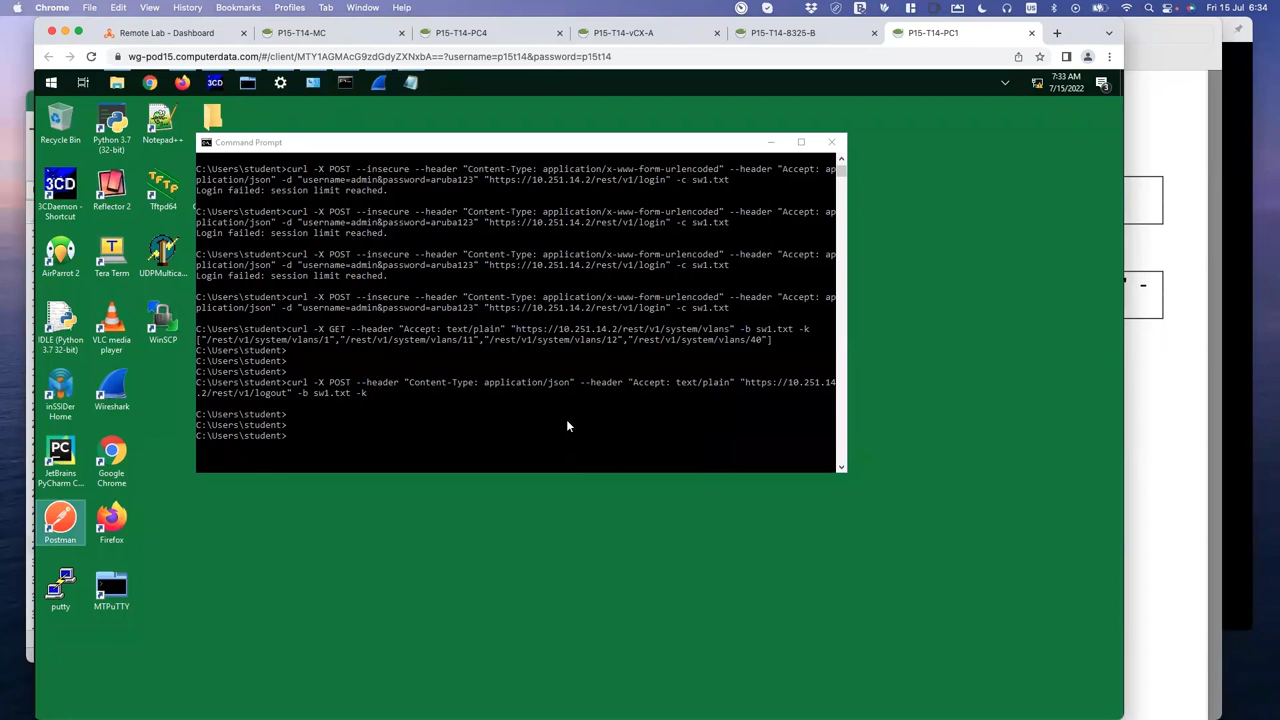 Chrome File Edit View History Bookmarks Profiles Tab Window Help Fri 15 Jul 6:34
Remote Lab - Dashboard P15-T14-MC P15-T14-PC4 P15-T14-vCX-A P15-T14-8325-B P15-T14-PC1
wg-pod15.computerdata.com/#/client/MTY1AGMAcG9zdGdyZXNxbA=?username=p15t14&password=p15t14
7:33 AM
7/15/2022
Recycle Bin
Python 3.7 (32-bit)
Notepad++
3CDaemon - Shortcut
Reflector 2
Tftpd64
AirParrot 2
Tera Term
UDPMultica...
IDLE (Python 3.7 32-bit)
VLC media player
WinSCP
inSSIDer Home
Wireshark
JetBrains PyCharm C...
Google Chrome
Postman
Firefox
putty
MTPuTTY
Command Prompt
C:\Users\student>curl -X POST --insecure --header "Content-Type: application/x-www-form-urlencoded" --header "Accept: ap
plication/json" -d "username=admin&password=aruba123" "https://10.251.14.2/rest/v1/login" -c sw1.txt
Login failed: session limit reached.
C:\Users\student>curl -X POST --insecure --header "Content-Type: application/x-www-form-urlencoded" --header "Accept: ap
plication/json" -d "username=admin&password=aruba123" "https://10.251.14.2/rest/v1/login" -c sw1.txt
Login failed: session limit reached.
C:\Users\student>curl -X POST --insecure --header "Content-Type: application/x-www-form-urlencoded" --header "Accept: ap
plication/json" -d "username=admin&password=aruba123" "https://10.251.14.2/rest/v1/login" -c sw1.txt
Login failed: session limit reached.
C:\Users\student>curl -X POST --insecure --header "Content-Type: application/x-www-form-urlencoded" --header "Accept: ap
plication/json" -d "username=admin&password=aruba123" "https://10.251.14.2/rest/v1/login" -c sw1.txt
C:\Users\student>curl -X GET --header "Accept: text/plain" "https://10.251.14.2/rest/v1/system/vlans" -b sw1.txt -k
["/rest/v1/system/vlans/1","/rest/v1/system/vlans/11","/rest/v1/system/vlans/12","/rest/v1/system/vlans/40"]
C:\Users\student>
C:\Users\student>
C:\Users\student>
C:\Users\student>curl -X POST --header "Content-Type: application/json" --header "Accept: text/plain" "https://10.251.14
.2/rest/v1/logout" -b sw1.txt -k
C:\Users\student>
C:\Users\student>
C:\Users\student>